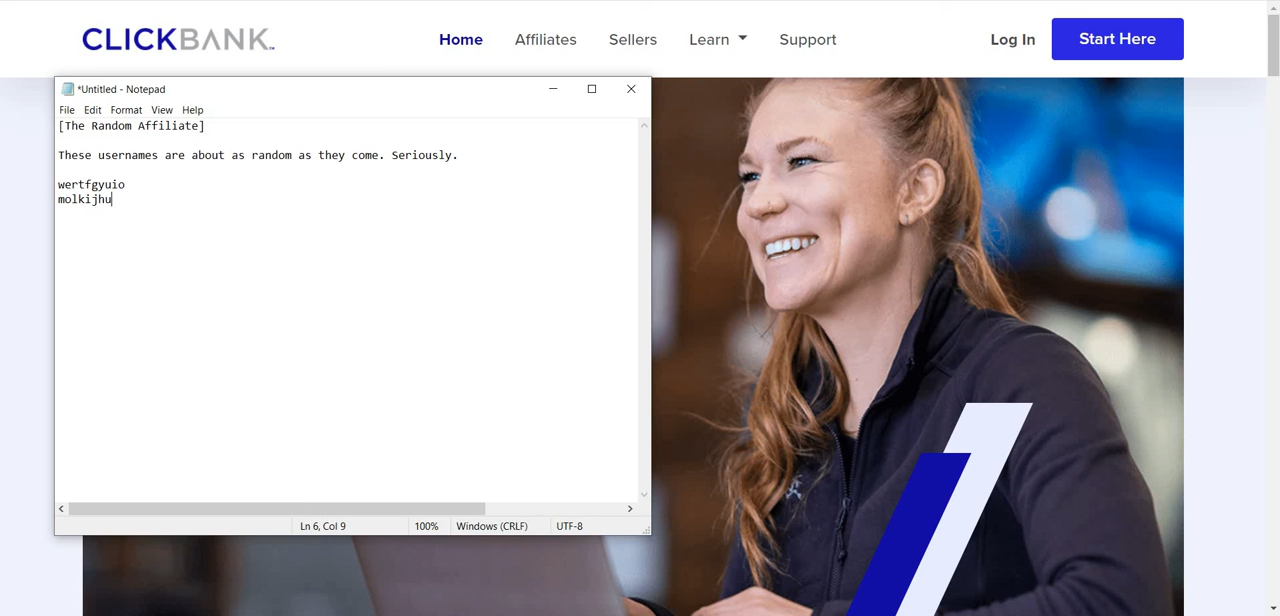 CLICKBANK™
Home Affiliates Sellers Learn Support Log In Start Here
*Untitled - Notepad
File Edit Format View Help
[The Random Affiliate]
These usernames are about as random as they come. Seriously.
wertfgyuio
molkijhu
Ln 6, Col 9 100% Windows (CRLF) UTF-8